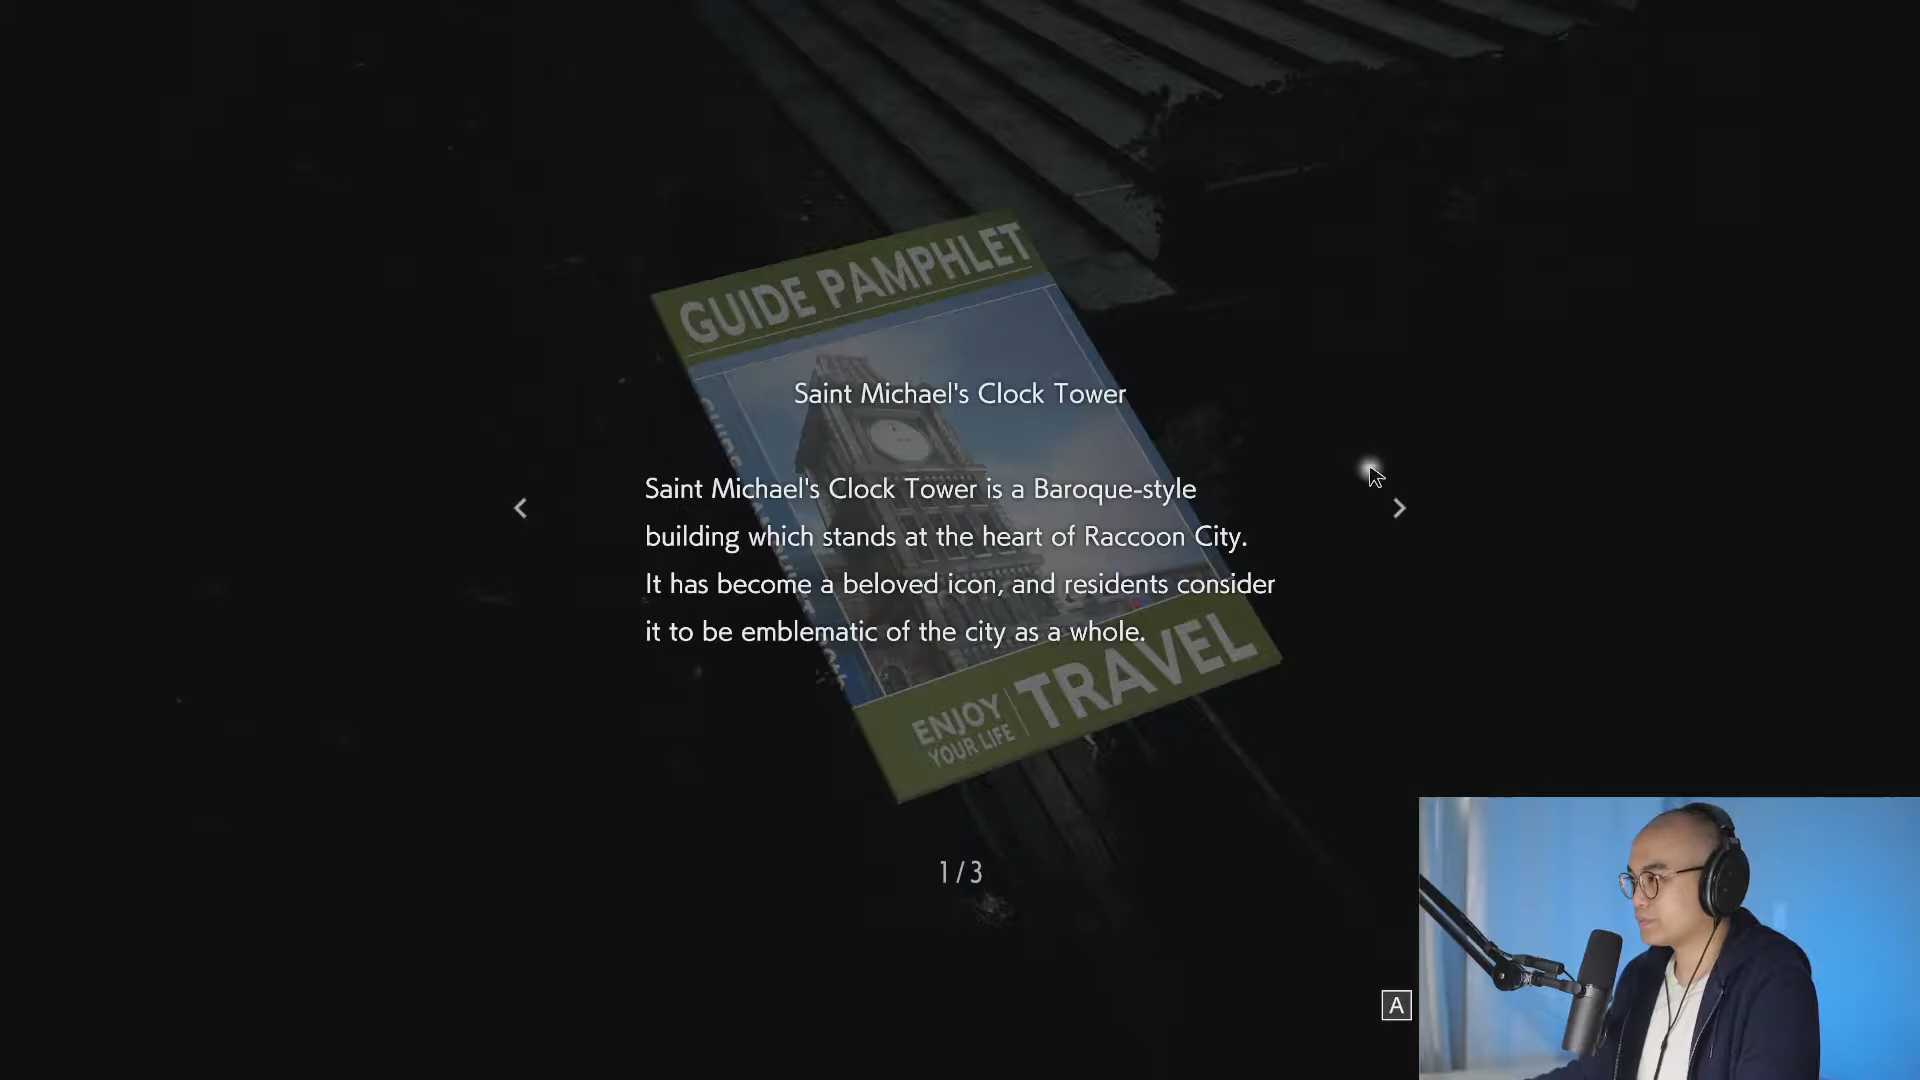 GUIDE PAMPHLET
Saint Michael's Clock Tower
Saint Michael's Clock Tower is a Baroque-style
building which stands at the heart of Raccoon City.
It has become a beloved icon, and residents consider
it to be emblematic of the city as a whole.
ENJOY
YOUR LIFE
TRAVEL
1/3
A